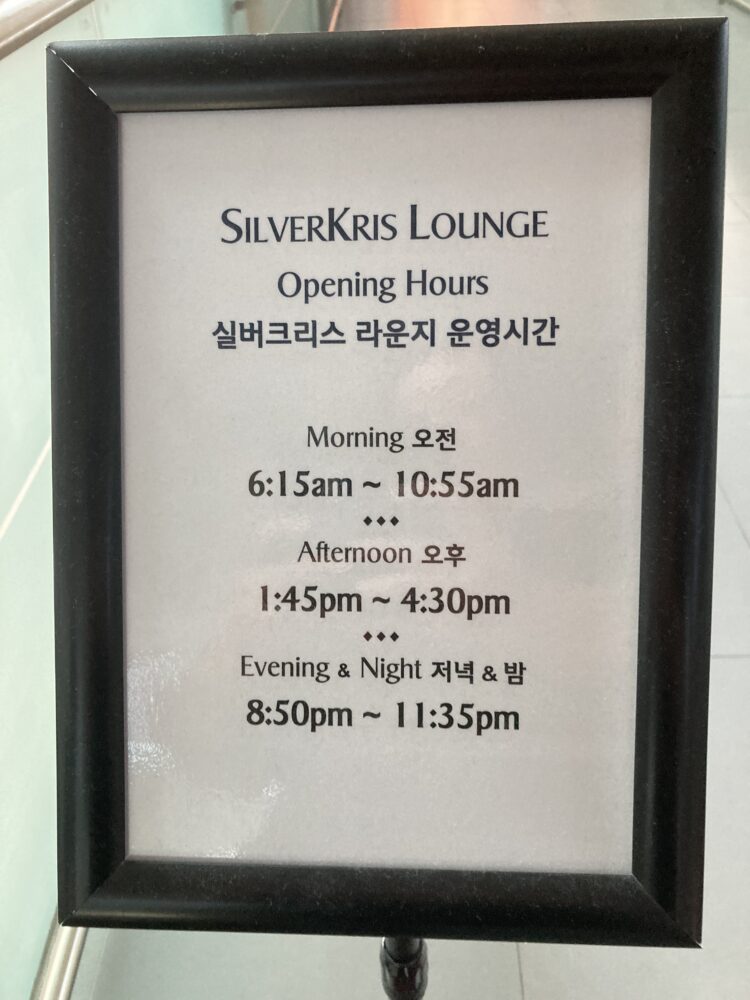 SILVERKRIS LOUNGE
Opening Hours
실버크리스 라운지 운영시간
Morning 오전
6:15am ~ 10:55am
Afternoon 오후
1:45pm ~ 4:30pm
Evening & Night 저녁 & 밤
8:50pm ~ 11:35pm